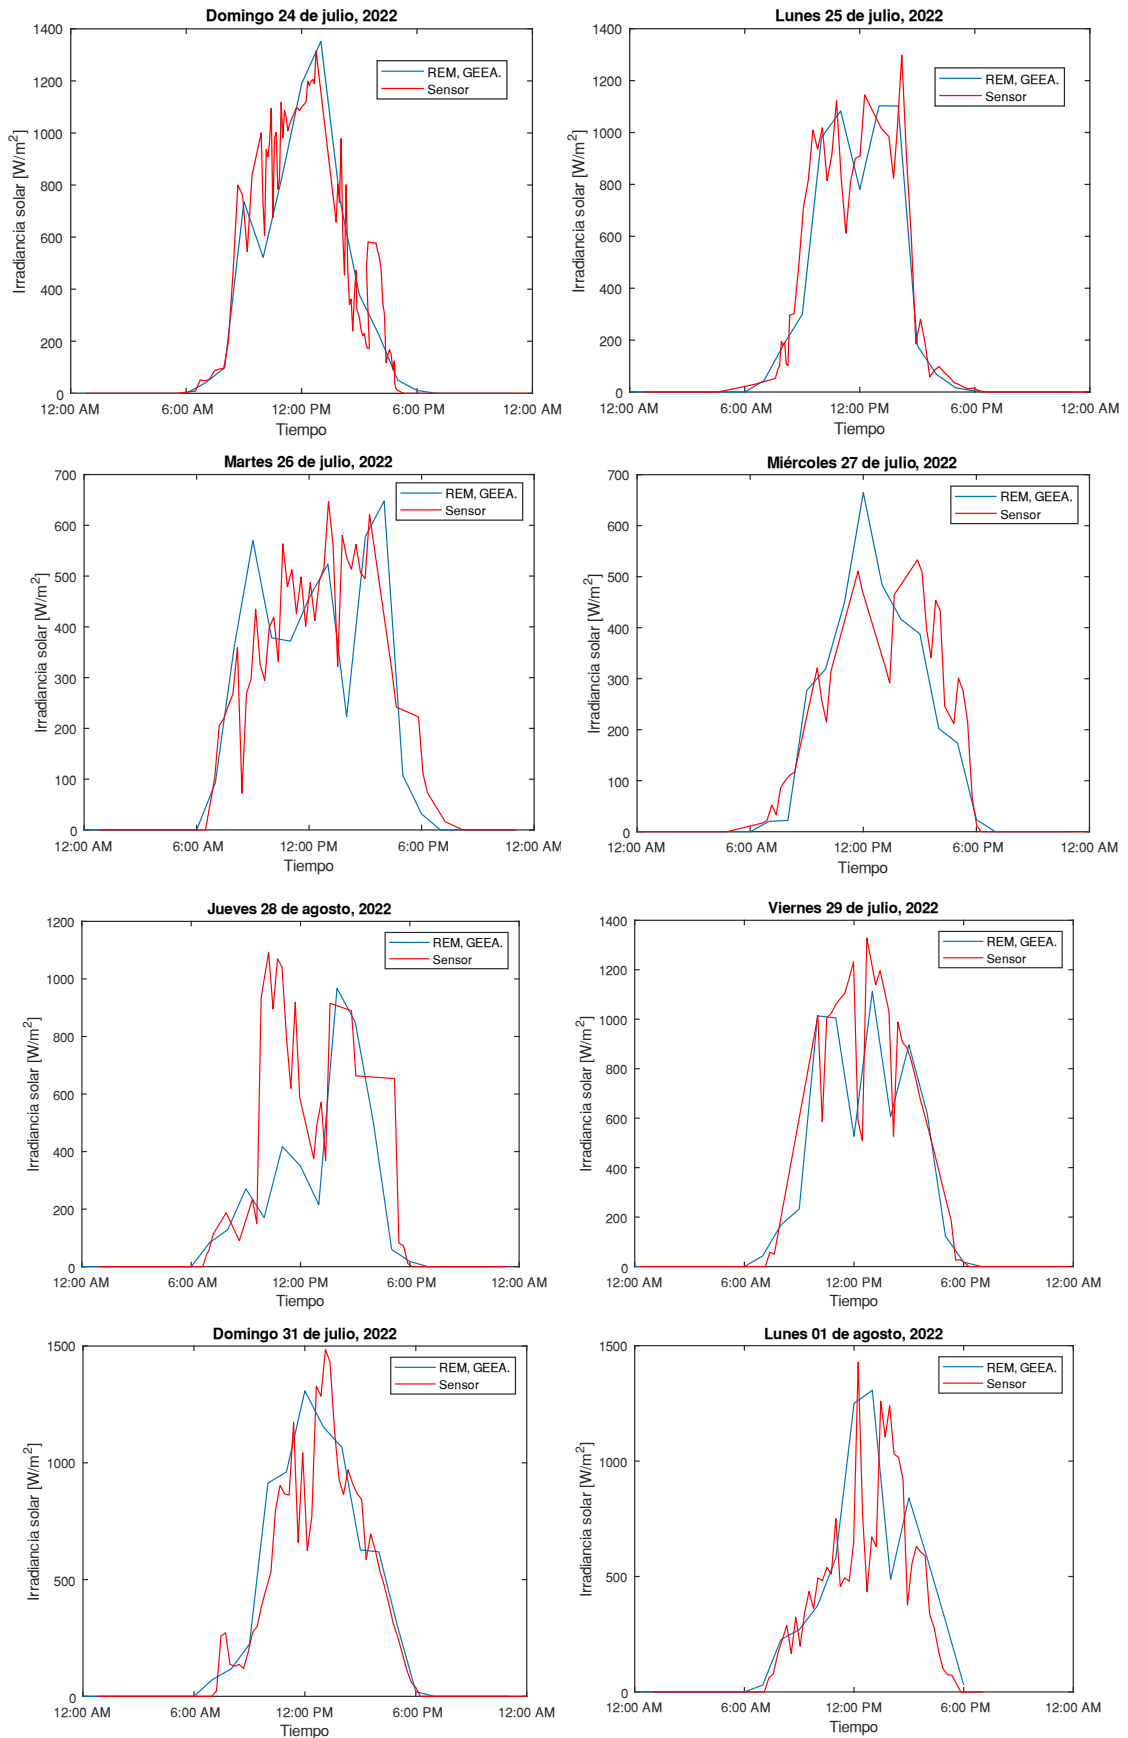 Domingo 24 de julio, 2022
1400
1200
1000
800
600
400
200
0
Irradiancia solar [W/m²]
REM, GEEA.
Sensor
12:00 AM 6:00 AM 12:00 PM 6:00 PM 12:00 AM
Tiempo
Lunes 25 de julio, 2022
1400
1200
1000
800
600
400
200
0
Irradiancia solar [W/m²]
REM, GEEA.
Sensor
12:00 AM 6:00 AM 12:00 PM 6:00 PM 12:00 AM
Tiempo
Martes 26 de julio, 2022
700
600
500
400
300
200
100
0
Irradiancia solar [W/m²]
REM, GEEA.
Sensor
12:00 AM 6:00 AM 12:00 PM 6:00 PM 12:00 AM
Tiempo
Miércoles 27 de julio, 2022
700
600
500
400
300
200
100
0
Irradiancia solar [W/m²]
REM, GEEA.
Sensor
12:00 AM 6:00 AM 12:00 PM 6:00 PM 12:00 AM
Tiempo
Jueves 28 de agosto, 2022
1200
1000
800
600
400
200
0
Irradiancia solar [W/m²]
REM, GEEA.
Sensor
12:00 AM 6:00 AM 12:00 PM 6:00 PM 12:00 AM
Tiempo
Viernes 29 de julio, 2022
1400
1200
1000
800
600
400
200
0
Irradiancia solar [W/m²]
REM, GEEA.
Sensor
12:00 AM 6:00 AM 12:00 PM 6:00 PM 12:00 AM
Tiempo
Domingo 31 de julio, 2022
1500
1000
500
0
Irradiancia solar [W/m²]
REM, GEEA.
Sensor
12:00 AM 6:00 AM 12:00 PM 6:00 PM 12:00 AM
Tiempo
Lunes 01 de agosto, 2022
1500
1000
500
0
Irradiancia solar [W/m²]
REM, GEEA.
Sensor
12:00 AM 6:00 AM 12:00 PM 6:00 PM 12:00 AM
Tiempo